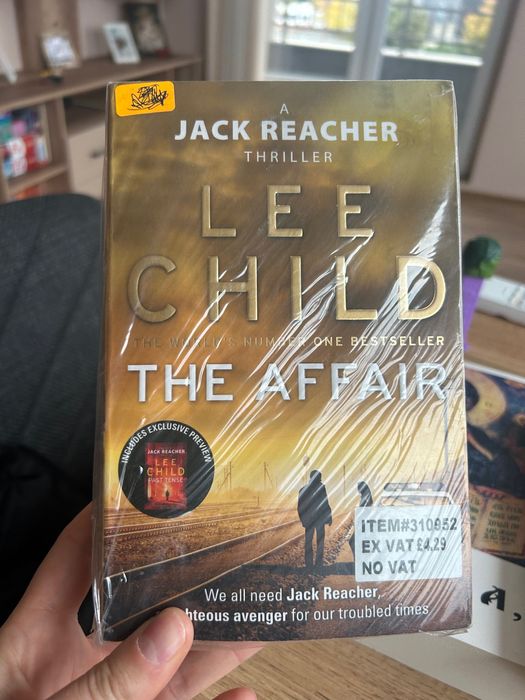 A
JACK REACHER
THRILLER
LEE
CHILD
THE WORLD'S NUMBER ONE BESTSELLER
THE AFFAIR
INCLUDES EXCLUSIVE PREVIEW
JACK REACHER
LEE
CHILD
PAST TENSE
ITEM#310952
EX VAT £4.29
NO VAT
We all need Jack Reacher,
hteous avenger for our troubled times
A,